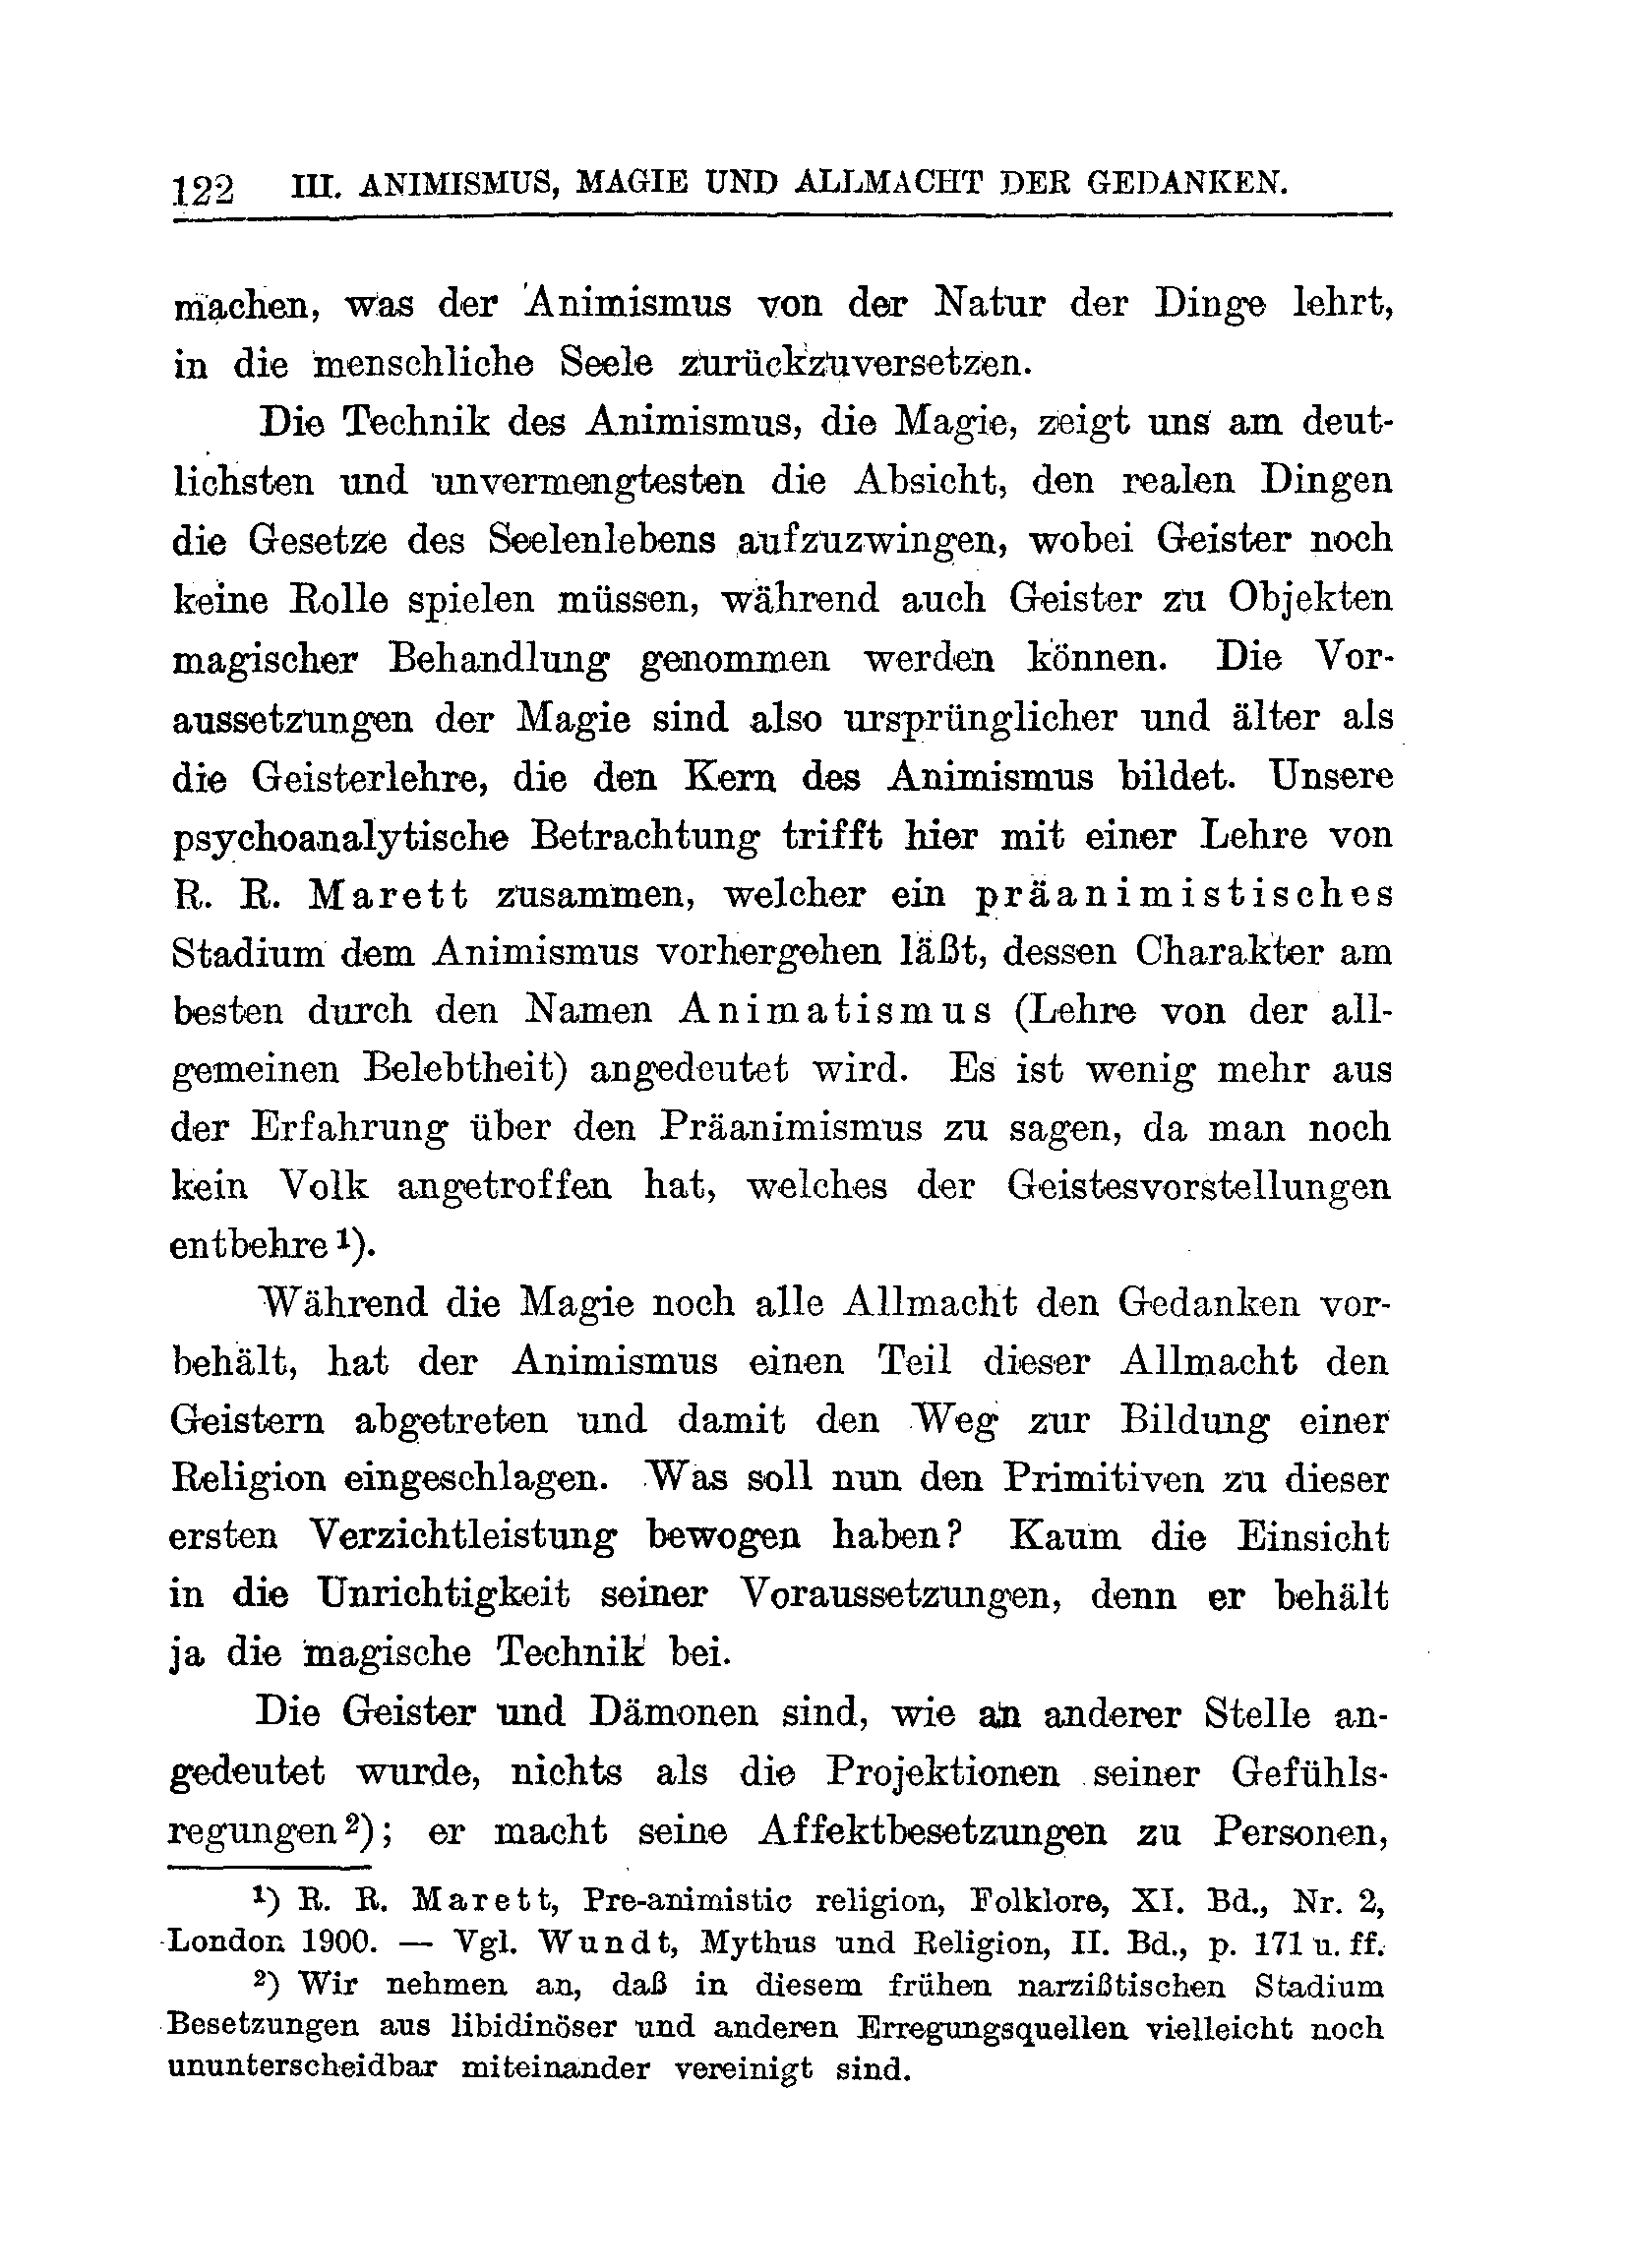 122 III. ANIMISMUS, MAGIE UND ALLMACHT DER GEDANKEN.
machen, was der Animismus von der Natur der Dinge lehrt,
in die menschliche Seele zurückzuversetzen.
Die Technik des Animismus, die Magie, zeigt uns am deut-
lichsten und unvermengtesten die Absicht, den realen Dingen
die Gesetze des Seelenlebens aufzuzwingen, wobei Geister noch
keine Rolle spielen müssen, während auch Geister zu Objekten
magischer Behandlung genommen werden können. Die Vor-
aussetzungen der Magie sind also ursprünglicher und älter als
die Geisterlehre, die den Kern des Animismus bildet. Unsere
psychoanalytische Betrachtung trifft hier mit einer Lehre von
R. R. Marett zusammen, welcher ein präanimistisches
Stadium dem Animismus vorhergehen läßt, dessen Charakter am
besten durch den Namen Animatismus (Lehre von der all-
gemeinen Belebtheit) angedeutet wird. Es ist wenig mehr aus
der Erfahrung über den Präanimismus zu sagen, da man noch
kein Volk angetroffen hat, welches der Geistesvorstellungen
entbehre ¹).
Während die Magie noch alle Allmacht den Gedanken vor-
behält, hat der Animismus einen Teil dieser Allmacht den
Geistern abgetreten und damit den Weg zur Bildung einer
Religion eingeschlagen. Was soll nun den Primitiven zu dieser
ersten Verzichtleistung bewogen haben? Kaum die Einsicht
in die Unrichtigkeit seiner Voraussetzungen, denn er behält
ja die magische Technik bei.
Die Geister und Dämonen sind, wie an anderer Stelle an-
gedeutet wurde, nichts als die Projektionen seiner Gefühls-
regungen ²); er macht seine Affektbesetzungen zu Personen,
¹) R. R. Marett, Pre-animistic religion, Folklore, XI. Bd., Nr. 2,
London 1900. — Vgl. Wundt, Mythus und Religion, II. Bd., p. 171 u. ff.
²) Wir nehmen an, daß in diesem frühen narzißtischen Stadium
Besetzungen aus libidinöser und anderen Erregungsquellen vielleicht noch
ununterscheidbar miteinander vereinigt sind.